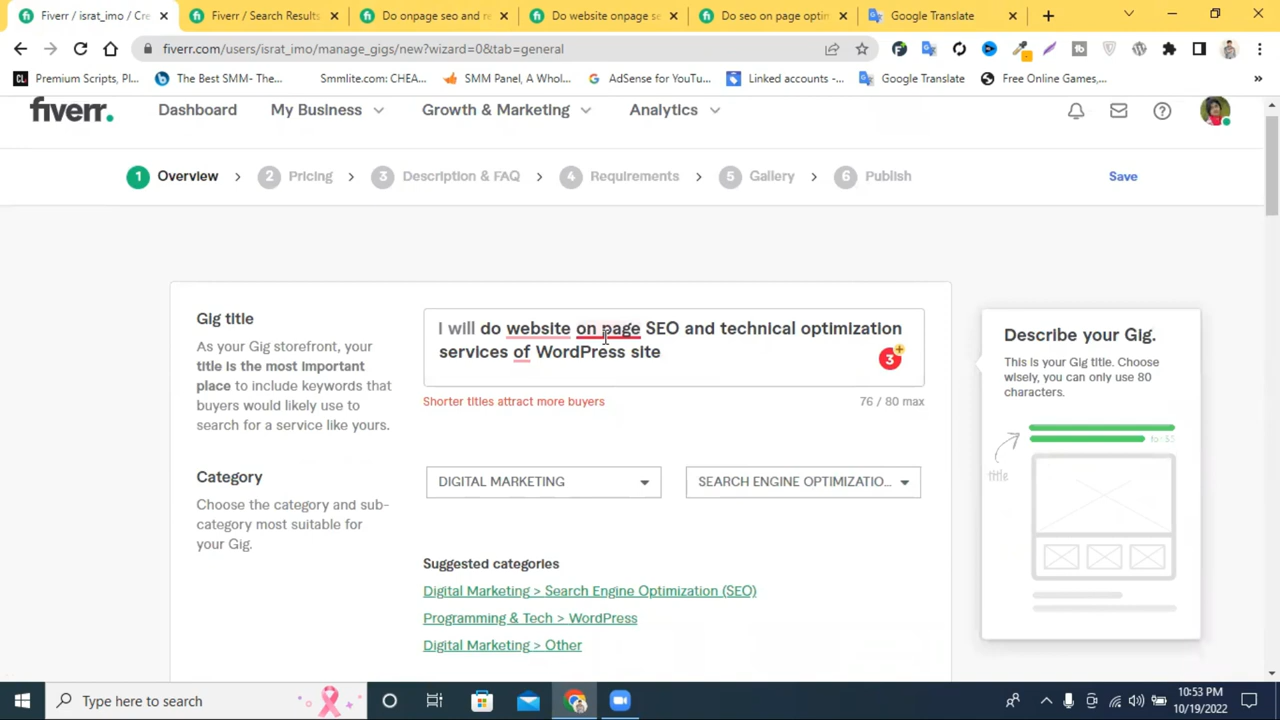 Fiverr / israt_imo / Cre
Fiverr / Search Results
Do onpage seo and re
Do website onpage se
Do seo on page optim
Google Translate
fiverr.com/users/israt_imo/manage_gigs/new?wizard=0&tab=general
Premium Scripts, Pl...
The Best SMM- The...
Smmlite.com: CHEA...
SMM Panel, A Whol...
AdSense for YouTu...
Linked accounts -...
Google Translate
Free Online Games,...
fiverr.
Dashboard
My Business
Growth & Marketing
Analytics
1 Overview
2 Pricing
3 Description & FAQ
4 Requirements
5 Gallery
6 Publish
Save
Gig title
As your Gig storefront, your
title is the most important
place to include keywords that
buyers would likely use to
search for a service like yours.
I will do website on page SEO and technical optimization
services of WordPress site
3
Shorter titles attract more buyers
76 / 80 max
Category
Choose the category and sub-
category most suitable for
your Gig.
DIGITAL MARKETING
SEARCH ENGINE OPTIMIZATIO...
Suggested categories
Digital Marketing > Search Engine Optimization (SEO)
Programming & Tech > WordPress
Digital Marketing > Other
Describe your Gig.
This is your Gig title. Choose
wisely, you can only use 80
characters.
title
Type here to search
10:53 PM
10/19/2022